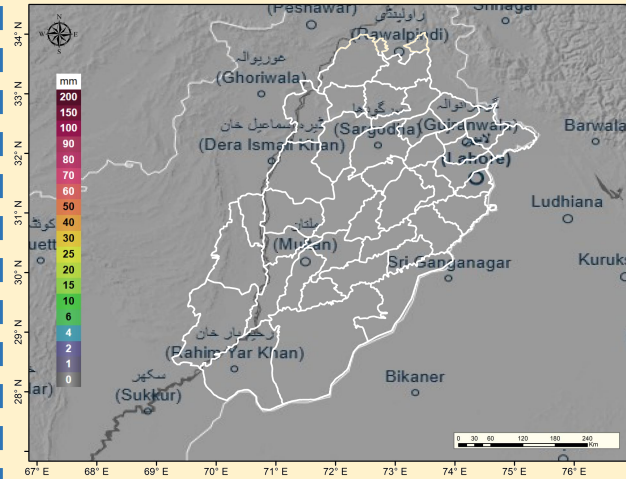 (Peshawar)
راولپنڈی
(Rawalpindi)
Srinagar
N
W E
S
غوریوالہ
(Ghoriwala)
ڈیرہ اسماعیل خان
(Dera Ismail Khan)
سرگودھا
(Sargodha)
گوجرانوالہ
(Gujranwala)
لاہور
(Lahore)
Barwala
Ludhiana
ملتان
(Multan)
Sri Ganganagar
Kuruks
رحیم یار خان
(Rahim Yar Khan)
سکھر
(Sukkur)
Bikaner
mm
200
150
100
90
80
70
60
50
40
30
25
20
15
10
6
4
2
1
0
34° N
33° N
32° N
31° N
30° N
29° N
28° N
0 30 60 120 180 240
Km
67° E 68° E 69° E 70° E 71° E 72° E 73° E 74° E 75° E 76° E